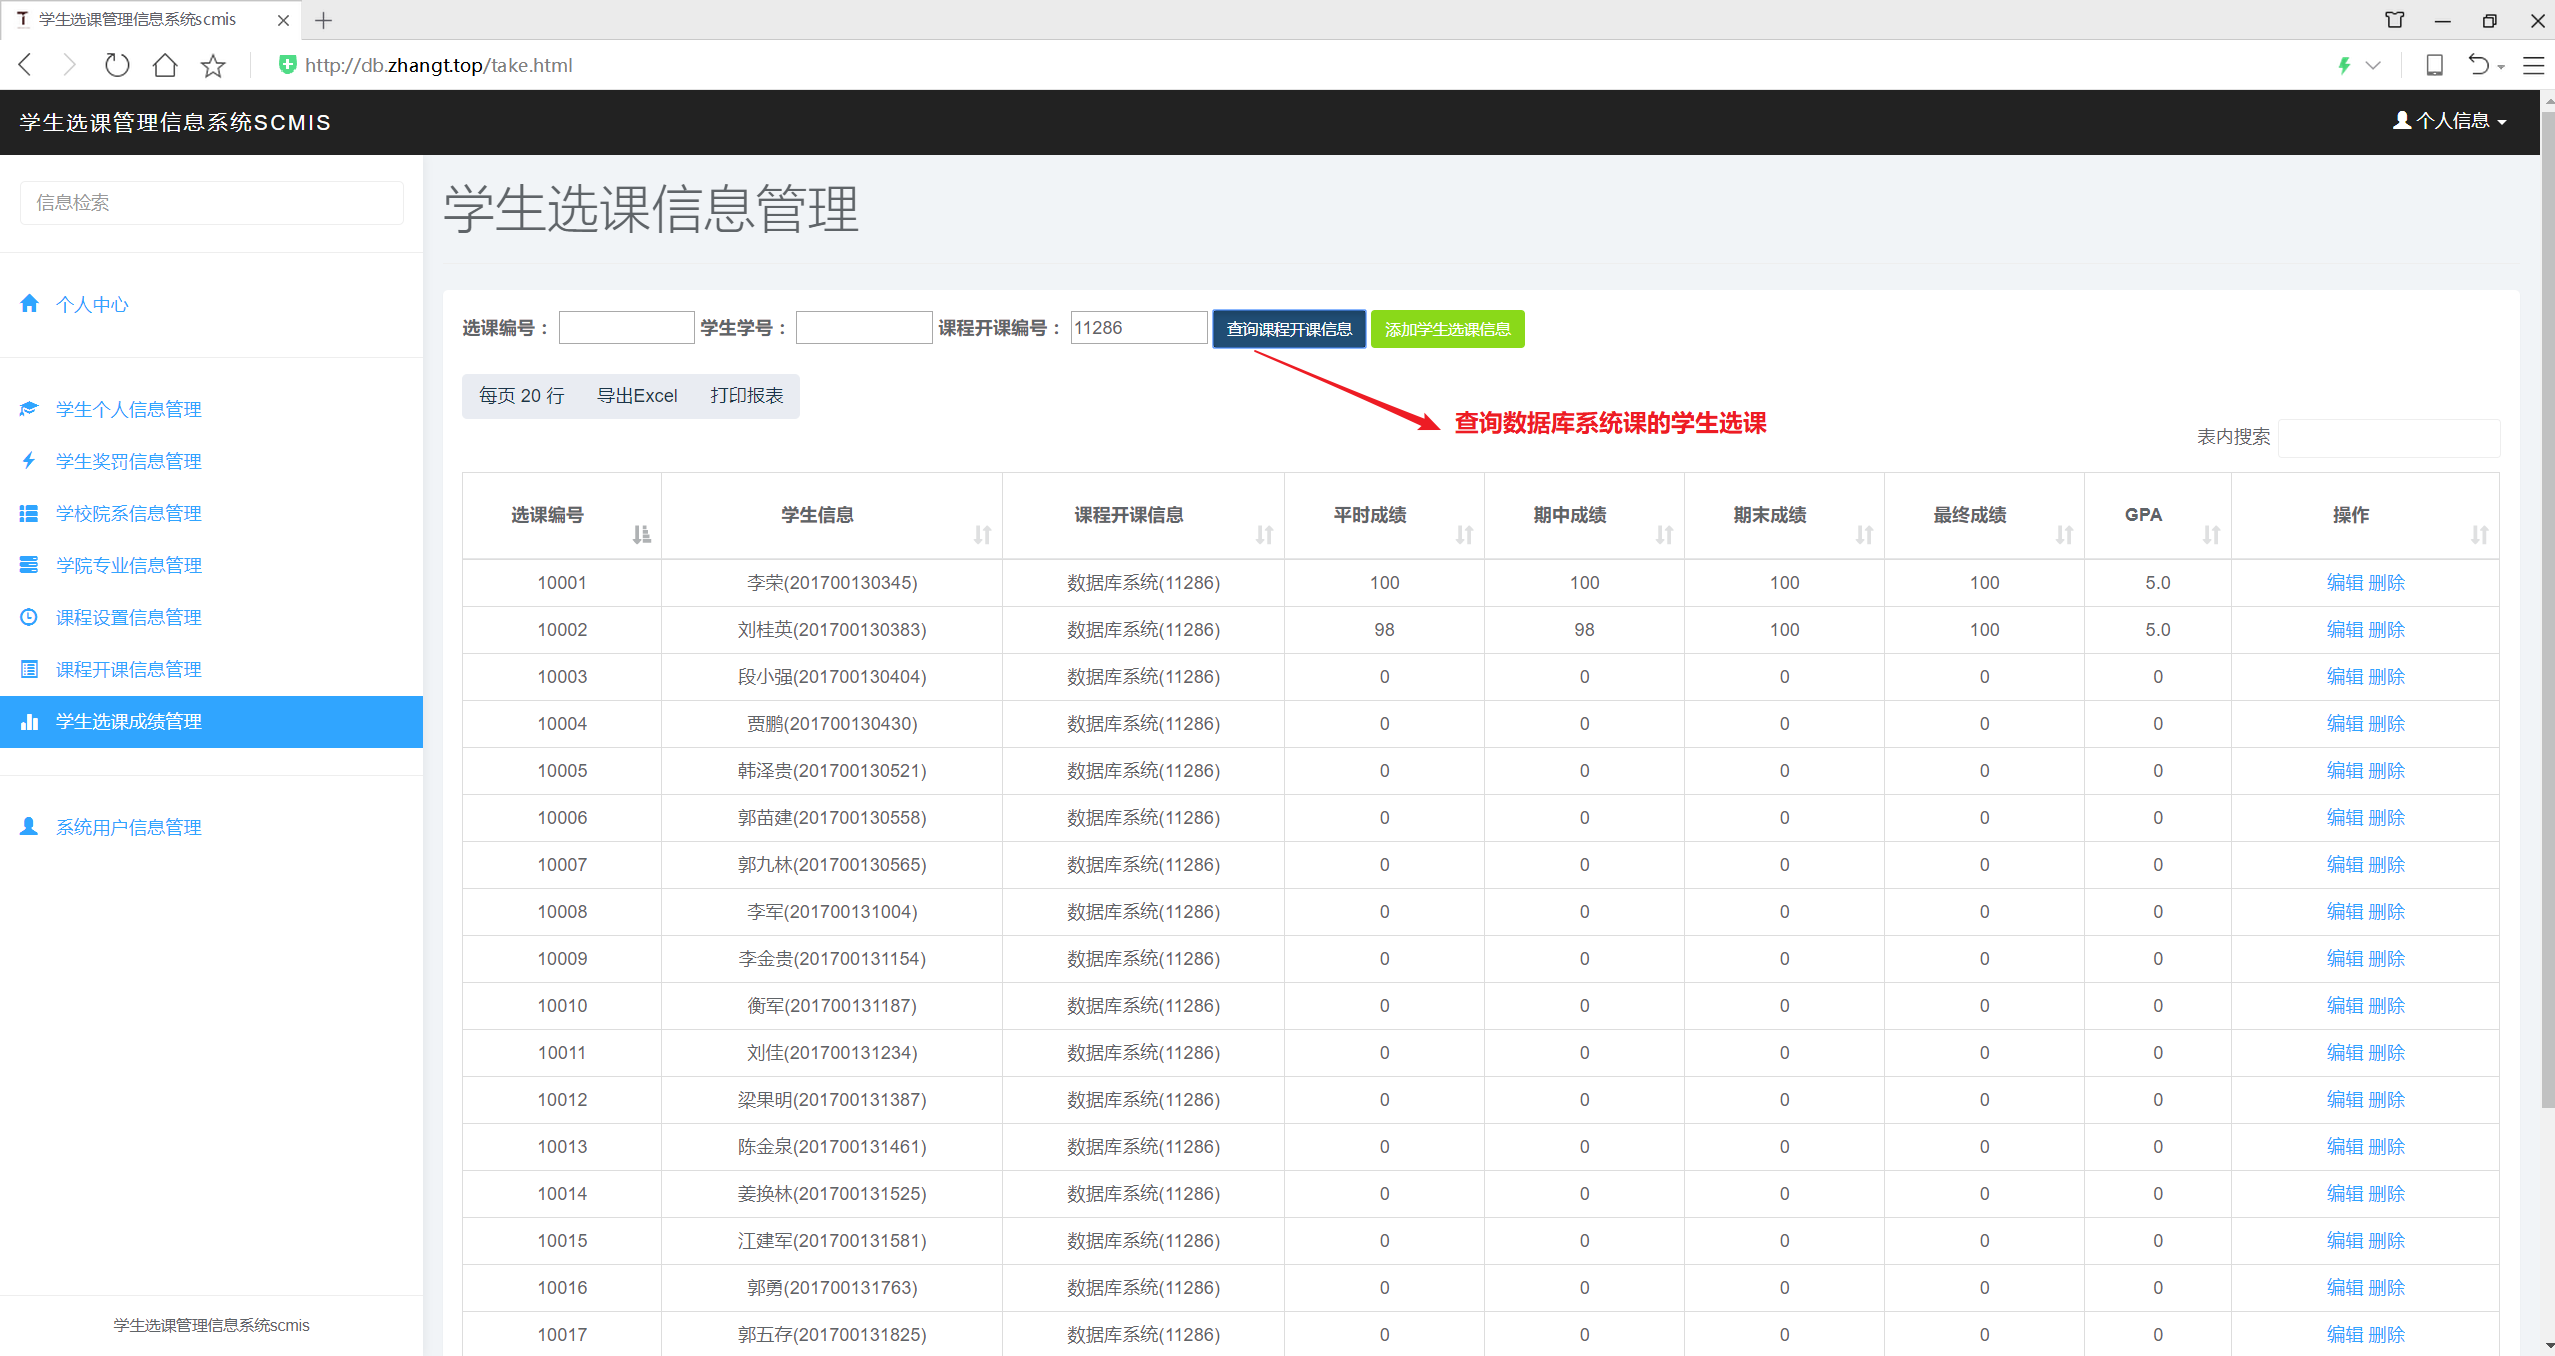 学生选课管理信息系统scmis
http://db.zhangt.top/take.html
学生选课管理信息系统SCMIS
个人信息
信息检索
个人中心
学生个人信息管理
学生奖罚信息管理
学校院系信息管理
学院专业信息管理
课程设置信息管理
课程开课信息管理
学生选课成绩管理
系统用户信息管理
学生选课管理信息系统scmis
学生选课信息管理
选课编号： 学生学号： 课程开课编号： 11286 查询课程开课信息 添加学生选课信息
每页 20 行 导出Excel 打印报表
查询数据库系统课的学生选课
表内搜索
选课编号 学生信息 课程开课信息 平时成绩 期中成绩 期末成绩 最终成绩 GPA 操作
10001 李荣(201700130345) 数据库系统(11286) 100 100 100 100 5.0 编辑 删除
10002 刘桂英(201700130383) 数据库系统(11286) 98 98 100 100 5.0 编辑 删除
10003 段小强(201700130404) 数据库系统(11286) 0 0 0 0 0 编辑 删除
10004 贾鹏(201700130430) 数据库系统(11286) 0 0 0 0 0 编辑 删除
10005 韩泽贵(201700130521) 数据库系统(11286) 0 0 0 0 0 编辑 删除
10006 郭苗建(201700130558) 数据库系统(11286) 0 0 0 0 0 编辑 删除
10007 郭九林(201700130565) 数据库系统(11286) 0 0 0 0 0 编辑 删除
10008 李军(201700131004) 数据库系统(11286) 0 0 0 0 0 编辑 删除
10009 李金贵(201700131154) 数据库系统(11286) 0 0 0 0 0 编辑 删除
10010 衡军(201700131187) 数据库系统(11286) 0 0 0 0 0 编辑 删除
10011 刘佳(201700131234) 数据库系统(11286) 0 0 0 0 0 编辑 删除
10012 梁果明(201700131387) 数据库系统(11286) 0 0 0 0 0 编辑 删除
10013 陈金泉(201700131461) 数据库系统(11286) 0 0 0 0 0 编辑 删除
10014 姜换林(201700131525) 数据库系统(11286) 0 0 0 0 0 编辑 删除
10015 江建军(201700131581) 数据库系统(11286) 0 0 0 0 0 编辑 删除
10016 郭勇(201700131763) 数据库系统(11286) 0 0 0 0 0 编辑 删除
10017 郭五存(201700131825) 数据库系统(11286) 0 0 0 0 0 编辑 删除